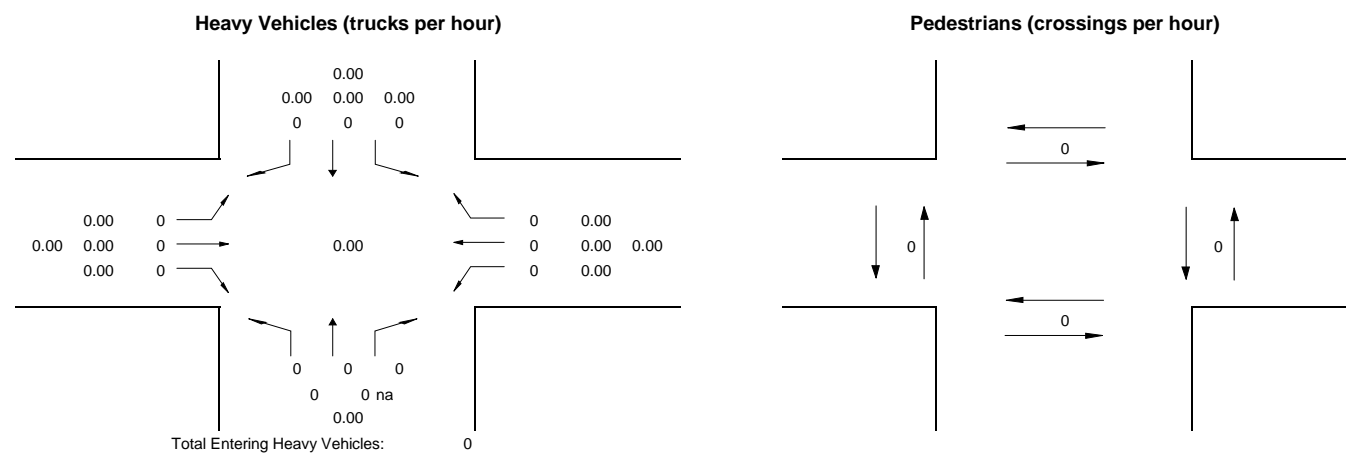 Heavy Vehicles (trucks per hour)
Pedestrians (crossings per hour)
0.00
0.00 0.00 0.00
0 0 0
0
0.00 0
0.00 0.00 0
0.00 0
0.00
0 0.00
0 0.00 0.00
0 0.00
0
0
0
0 0 0
0 0 na
0.00
Total Entering Heavy Vehicles: 0